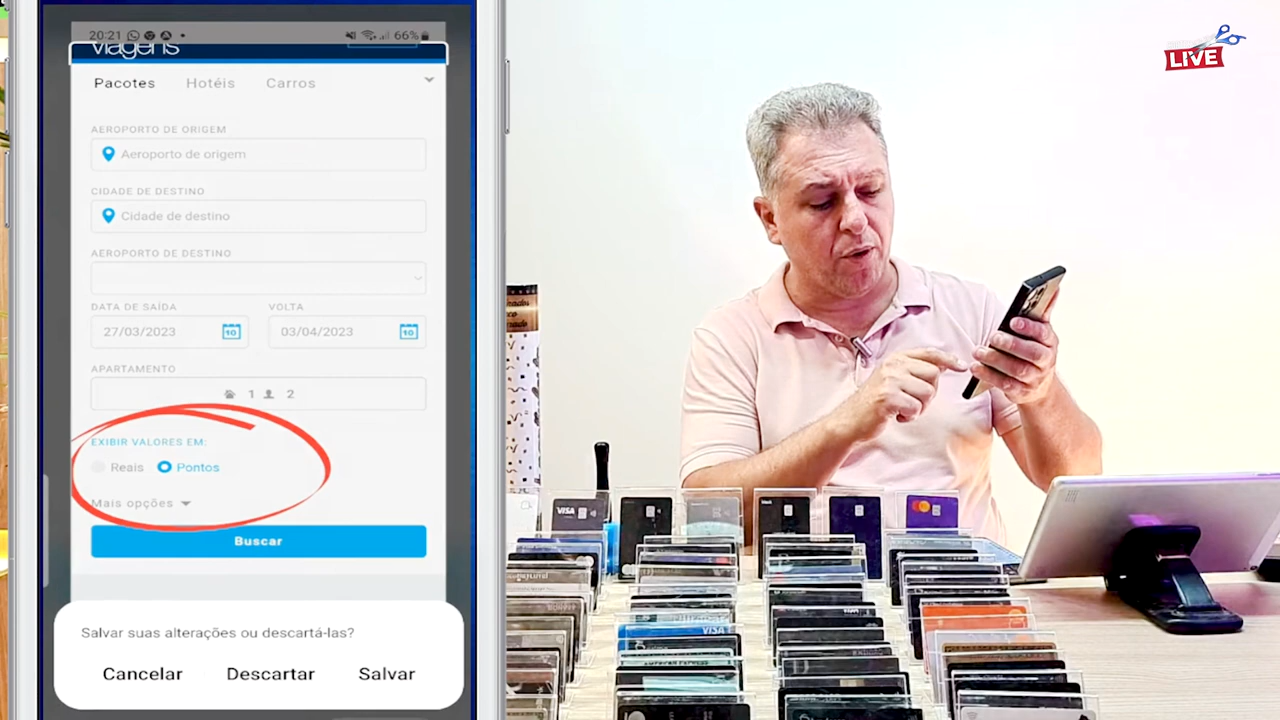 20:21
66%
viagens
Pacotes Hotéis Carros
AEROPORTO DE ORIGEM
Aeroporto de origem
CIDADE DE DESTINO
Cidade de destino
AEROPORTO DE DESTINO
DATA DE SAÍDA VOLTA
27/03/2023 10 03/04/2023 10
APARTAMENTO
1 2
EXIBIR VALORES EM:
Reais Pontos
Mais opções
Buscar
Salvar suas alterações ou descartá-las?
Cancelar Descartar Salvar
LIVE
VISA
VISA